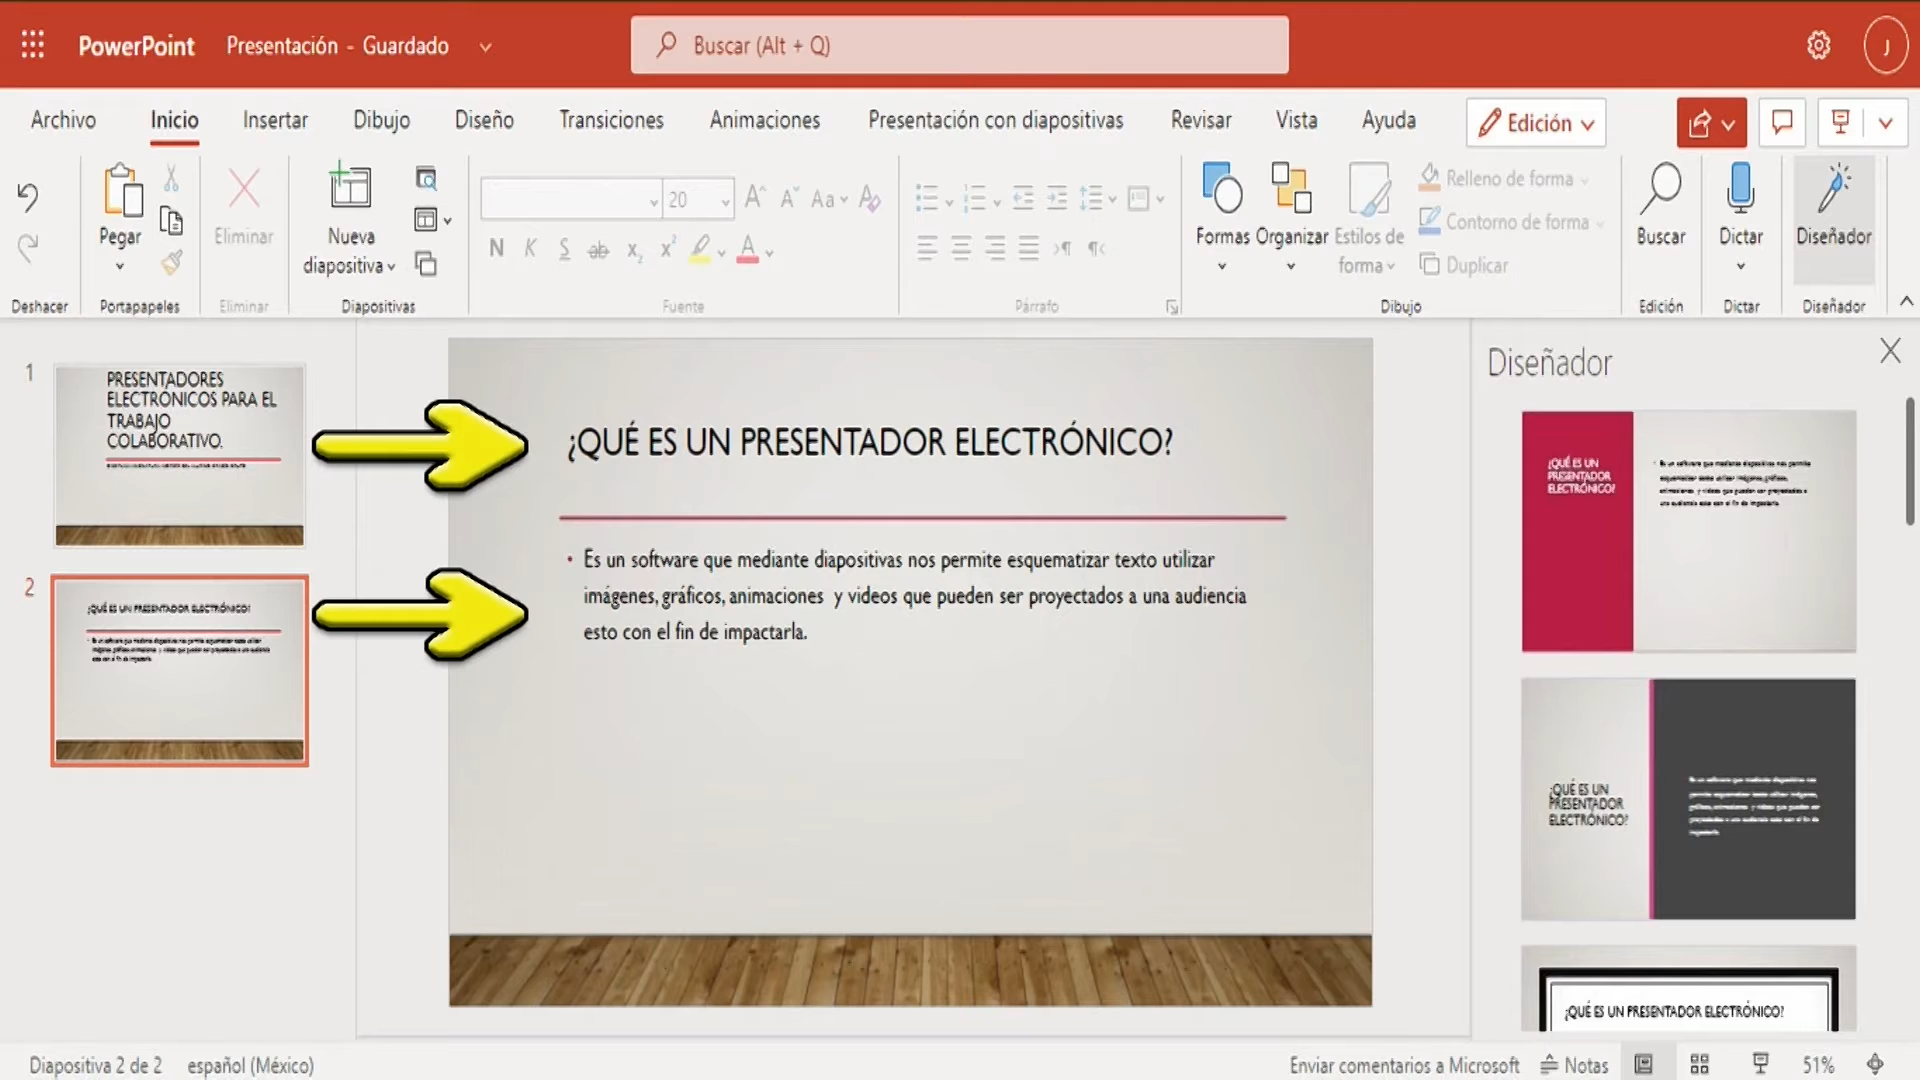 PowerPoint Presentación - Guardado
Buscar (Alt + Q)
J
Archivo Inicio Insertar Dibujo Diseño Transiciones Animaciones Presentación con diapositivas Revisar Vista Ayuda Edición
Pegar
Eliminar
Nueva
diapositiva
20
Aa
N K S ab x₂ x²
A
Formas Organizar Estilos de
forma
Relleno de forma
Contorno de forma
Duplicar
Buscar
Dictar
Diseñador
Deshacer Portapapeles Eliminar Diapositivas Fuente Párrafo Dibujo Edición Dictar Diseñador
1
PRESENTADORES
ELECTRÓNICOS PARA EL
TRABAJO
COLABORATIVO.
2
¿QUÉ ES UN PRESENTADOR ELECTRÓNICO?
¿QUÉ ES UN PRESENTADOR ELECTRÓNICO?
• Es un software que mediante diapositivas nos permite esquematizar texto utilizar
imágenes, gráficos, animaciones y videos que pueden ser proyectados a una audiencia
esto con el fin de impactarla.
Diseñador
¿QUÉ ES UN
PRESENTADOR
ELECTRÓNICO?
¿QUÉ ES UN
PRESENTADOR
ELECTRÓNICO?
¿QUÉ ES UN PRESENTADOR ELECTRÓNICO?
Diapositiva 2 de 2 español (México)
Enviar comentarios a Microsoft Notas 51%